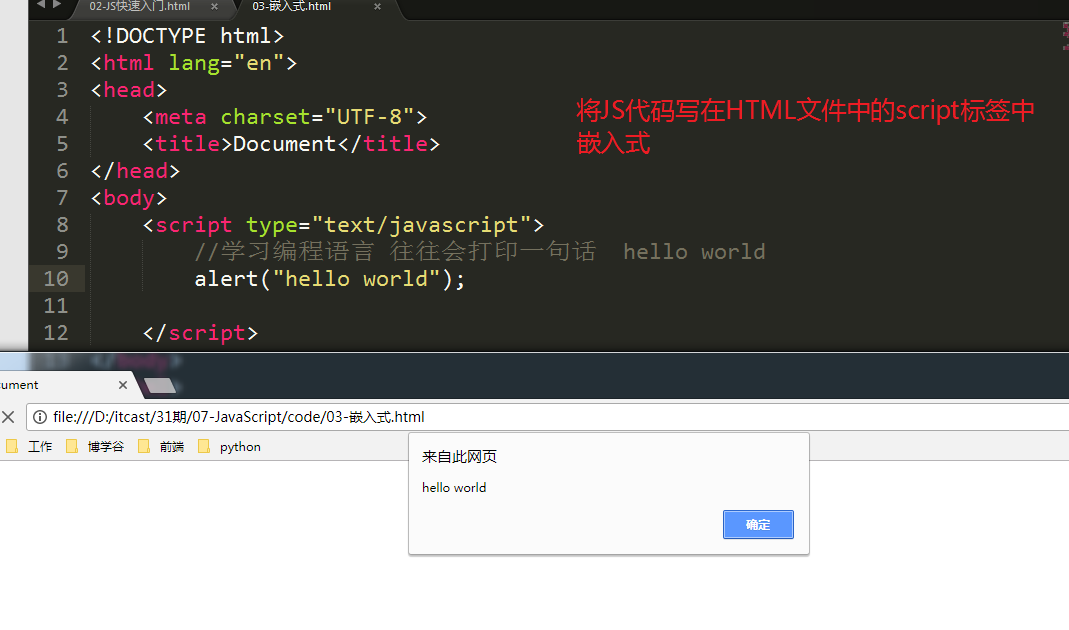 02-JS快速入门.html × 03-嵌入式.html ×
1 <!DOCTYPE html>
2 <html lang="en">
3 <head>
4 <meta charset="UTF-8">
5 <title>Document</title>
6 </head>
7 <body>
8 <script type="text/javascript">
9 //学习编程语言 往往会打印一句话 hello world
10 alert("hello world");
11
12 </script>
将JS代码写在HTML文件中的script标签中
嵌入式
13 </body>
cument ×
file:///D:/itcast/31期/07-JavaScript/code/03-嵌入式.html
工作 博学谷 前端 python
来自此网页
hello world
确定